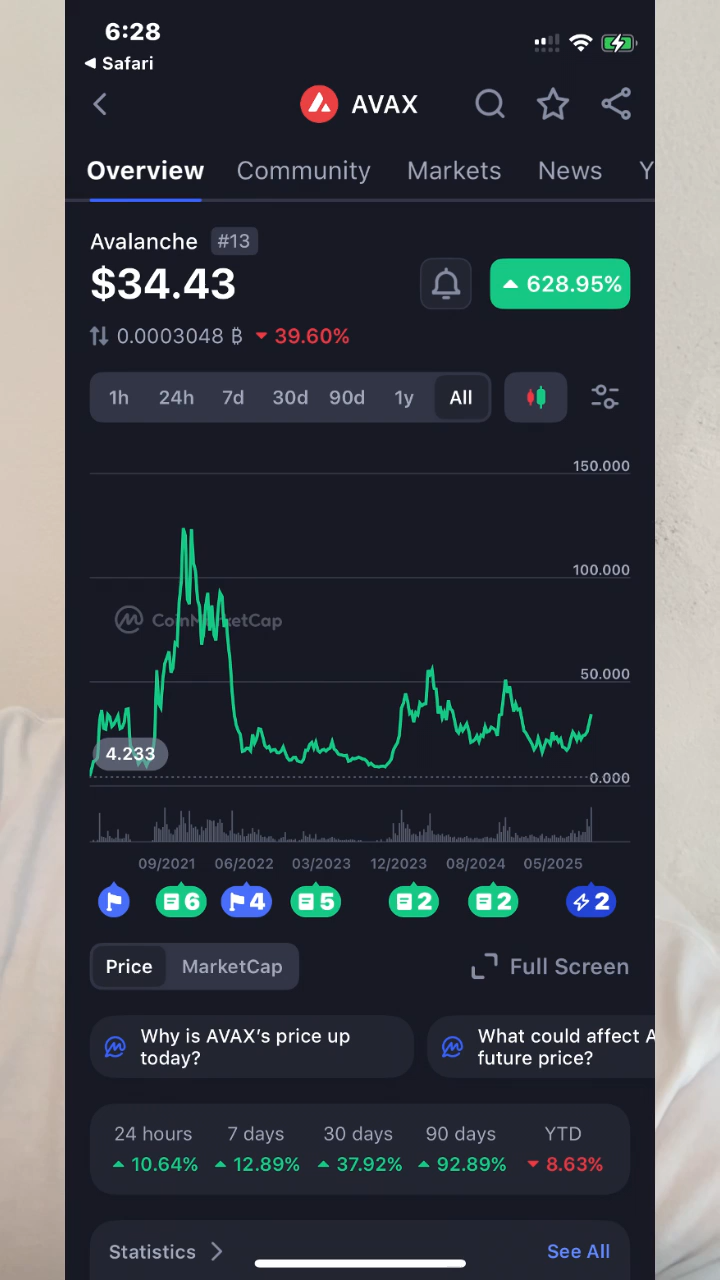 6:28
Safari
AVAX
Overview Community Markets News Y
Avalanche #13
$34.43
628.95%
0.0003048 ₿ 39.60%
1h 24h 7d 30d 90d 1y All
150.000
100.000
CoinMarketCap
50.000
4.233
0.000
09/2021 06/2022 03/2023 12/2023 08/2024 05/2025
6 4 5 2 2 2
Price MarketCap Full Screen
Why is AVAX’s price up
today?
What could affect A
future price?
24 hours 7 days 30 days 90 days YTD
10.64% 12.89% 37.92% 92.89% 8.63%
Statistics See All